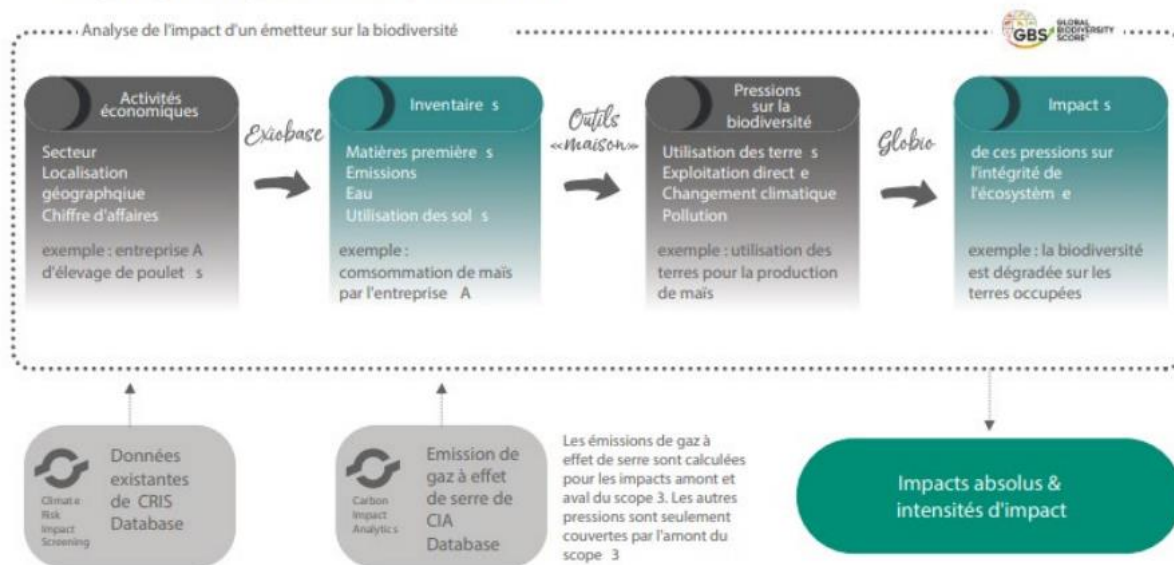 Analyse de l'impact d'un émetteur sur la biodiversité
GBS
GLOBAL
BIODIVERSITY
SCORE
Activités
économiques
Secteur
Localisation
géographqiue
Chiffre d'affaires
exemple : entreprise A
d'élevage de poulet s
Exiobase
Inventaire s
Matières première s
Emissions
Eau
Utilisation des sol s
exemple :
comsommation de maïs
par l'entreprise A
Outils
«maison»
Pressions
sur la
biodiversité
Utilisation des terre s
Exploitation direct e
Changement climatique
Pollution
exemple : utilisation des
terres pour la production
de maïs
Globio
Impact s
de ces pressions sur
l'intégrité de
l'écosystèm e
exemple : la biodiversité
est dégradée sur les
terres occupées
Climate
Risk
Impact
Screening
Données
existantes
de CRIS
Database
Carbon
Impact
Analytics
Emission de
gaz à effet
de serre de
CIA
Database
Les émissions de gaz à
effet de serre sont calculées
pour les impacts amont et
aval du scope 3. Les autres
pressions sont seulement
couvertes par l'amont du
scope 3
Impacts absolus &
intensités d'impact